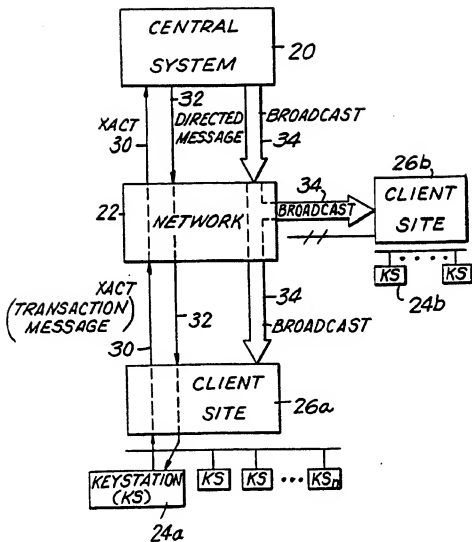 CENTRAL
SYSTEM
20
32
XACT
30
DIRECTED
MESSAGE
BROADCAST
34
26b
34
CLIENT
SITE
BROADCAST
22
NETWORK
KS
KS
24b
XACT
(TRANSACTION
MESSAGE)
30
32
34
BROADCAST
CLIENT
SITE
26a
KEYSTATION
(KS)
KS
KS
KSn
24a